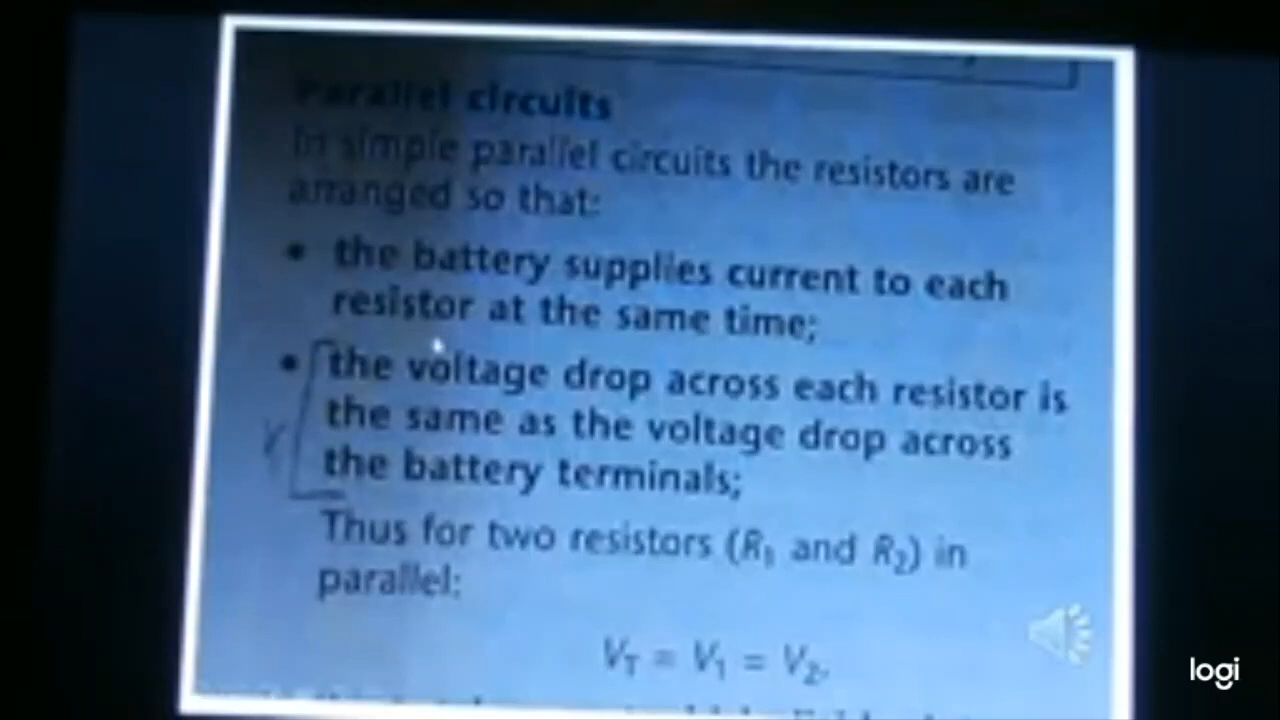 Parallel circuits
In simple parallel circuits the resistors are
arranged so that:
• the battery supplies current to each
resistor at the same time;
• the voltage drop across each resistor is
the same as the voltage drop across
the battery terminals;
Thus for two resistors (R₁ and R₂) in
parallel:
V_T = V₁ = V₂.
logi